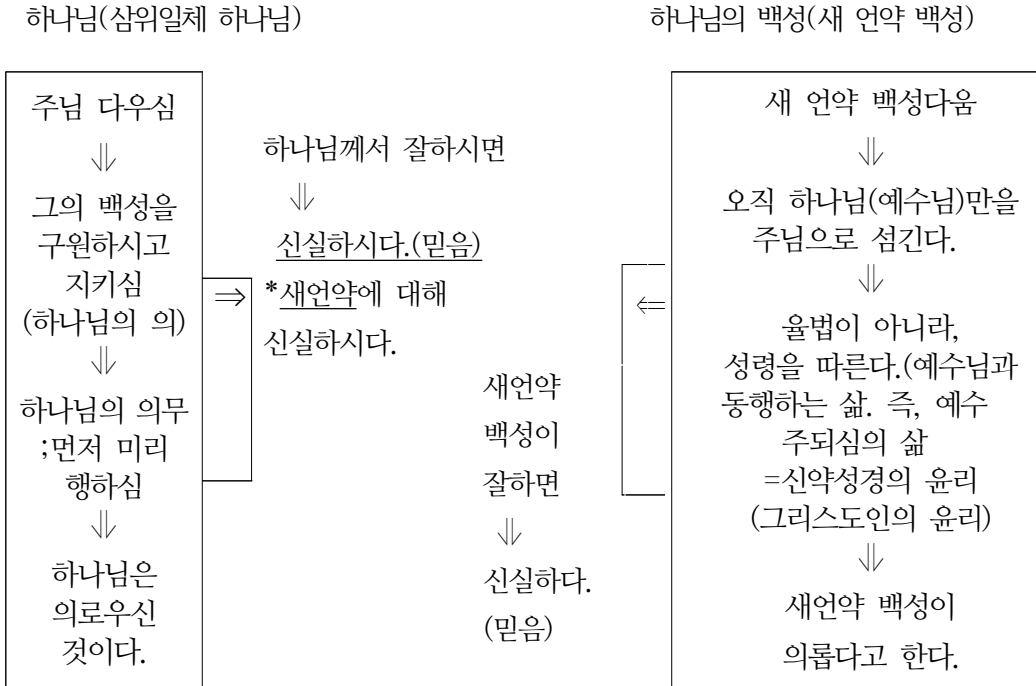 하나님(삼위일체 하나님)
하나님의 백성(새 언약 백성)
주님 다우심
⇓
그의 백성을
구원하시고
지키심
(하나님의 의)
⇓
하나님의 의무
;먼저 미리
행하심
⇓
하나님은
의로우신
것이다.
⇒
하나님께서 잘하시면
⇓
신실하시다.(믿음)
*새언약에 대해
신실하시다.
새언약
백성이
잘하면
⇓
신실하다.
(믿음)
⇐
새 언약 백성다움
⇓
오직 하나님(예수님)만을
주님으로 섬긴다.
⇓
율법이 아니라,
성령을 따른다.(예수님과
동행하는 삶. 즉, 예수
주되심의 삶
=신약성경의 윤리
(그리스도인의 윤리)
⇓
새언약 백성이
의롭다고 한다.